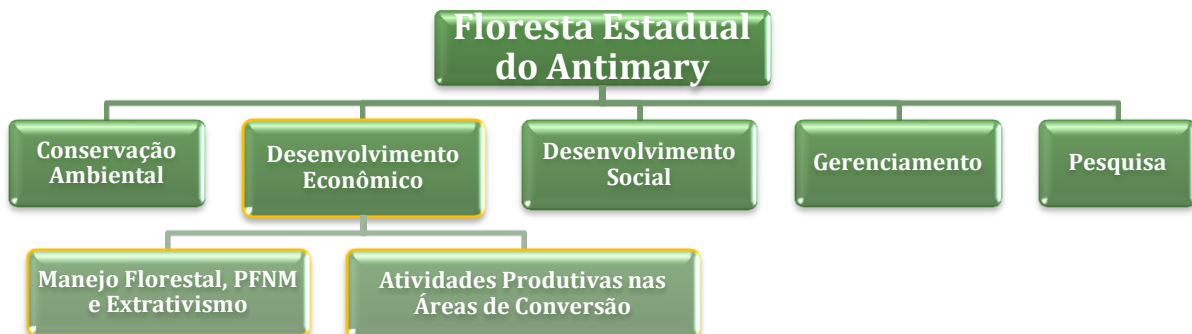 Floresta Estadual
do Antimary
Conservação
Ambiental
Desenvolvimento
Econômico
Desenvolvimento
Social
Gerenciamento
Pesquisa
Manejo Florestal, PFNM
e Extrativismo
Atividades Produtivas nas
Áreas de Conversão